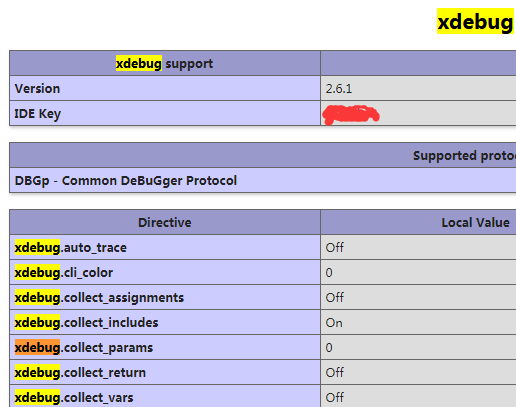 xdebug
xdebug support
Version 2.6.1
IDE Key
Supported
DBGp - Common DeBuGger Protocol
Directive Local Value
xdebug.auto_trace Off
xdebug.cli_color 0
xdebug.collect_assignments Off
xdebug.collect_includes On
xdebug.collect_params 0
xdebug.collect_return Off
xdebug.collect_vars Off